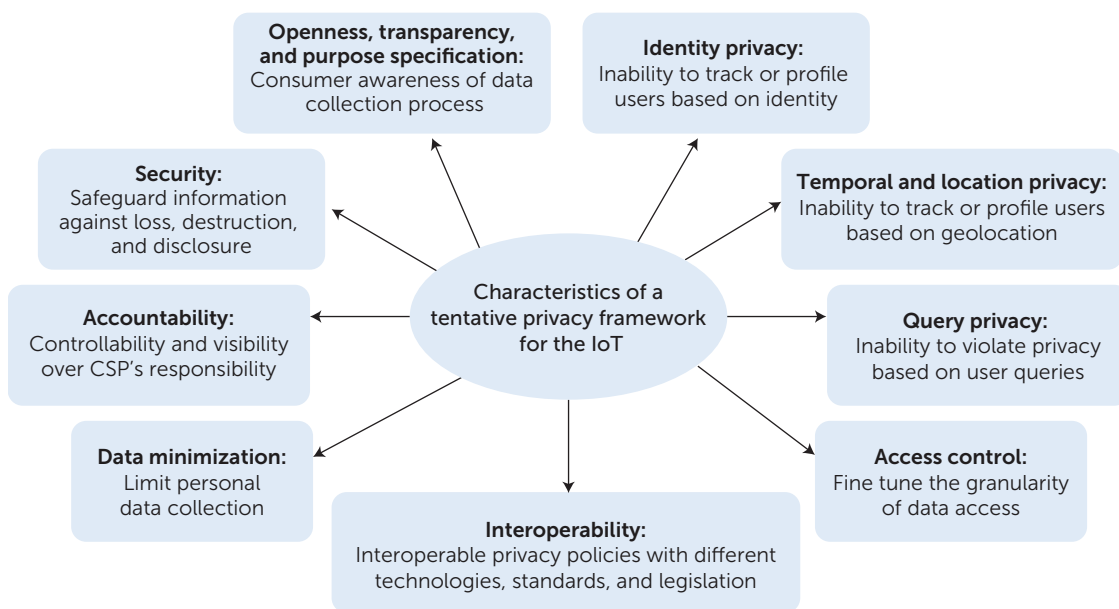 Openness, transparency,
and purpose specification:
Consumer awareness of data
collection process
Identity privacy:
Inability to track or profile
users based on identity
Security:
Safeguard information
against loss, destruction,
and disclosure
Temporal and location privacy:
Inability to track or profile users
based on geolocation
Characteristics of a
tentative privacy framework
for the IoT
Accountability:
Controllability and visibility
over CSP’s responsibility
Query privacy:
Inability to violate privacy
based on user queries
Data minimization:
Limit personal
data collection
Access control:
Fine tune the granularity
of data access
Interoperability:
Interoperable privacy policies with different
technologies, standards, and legislation